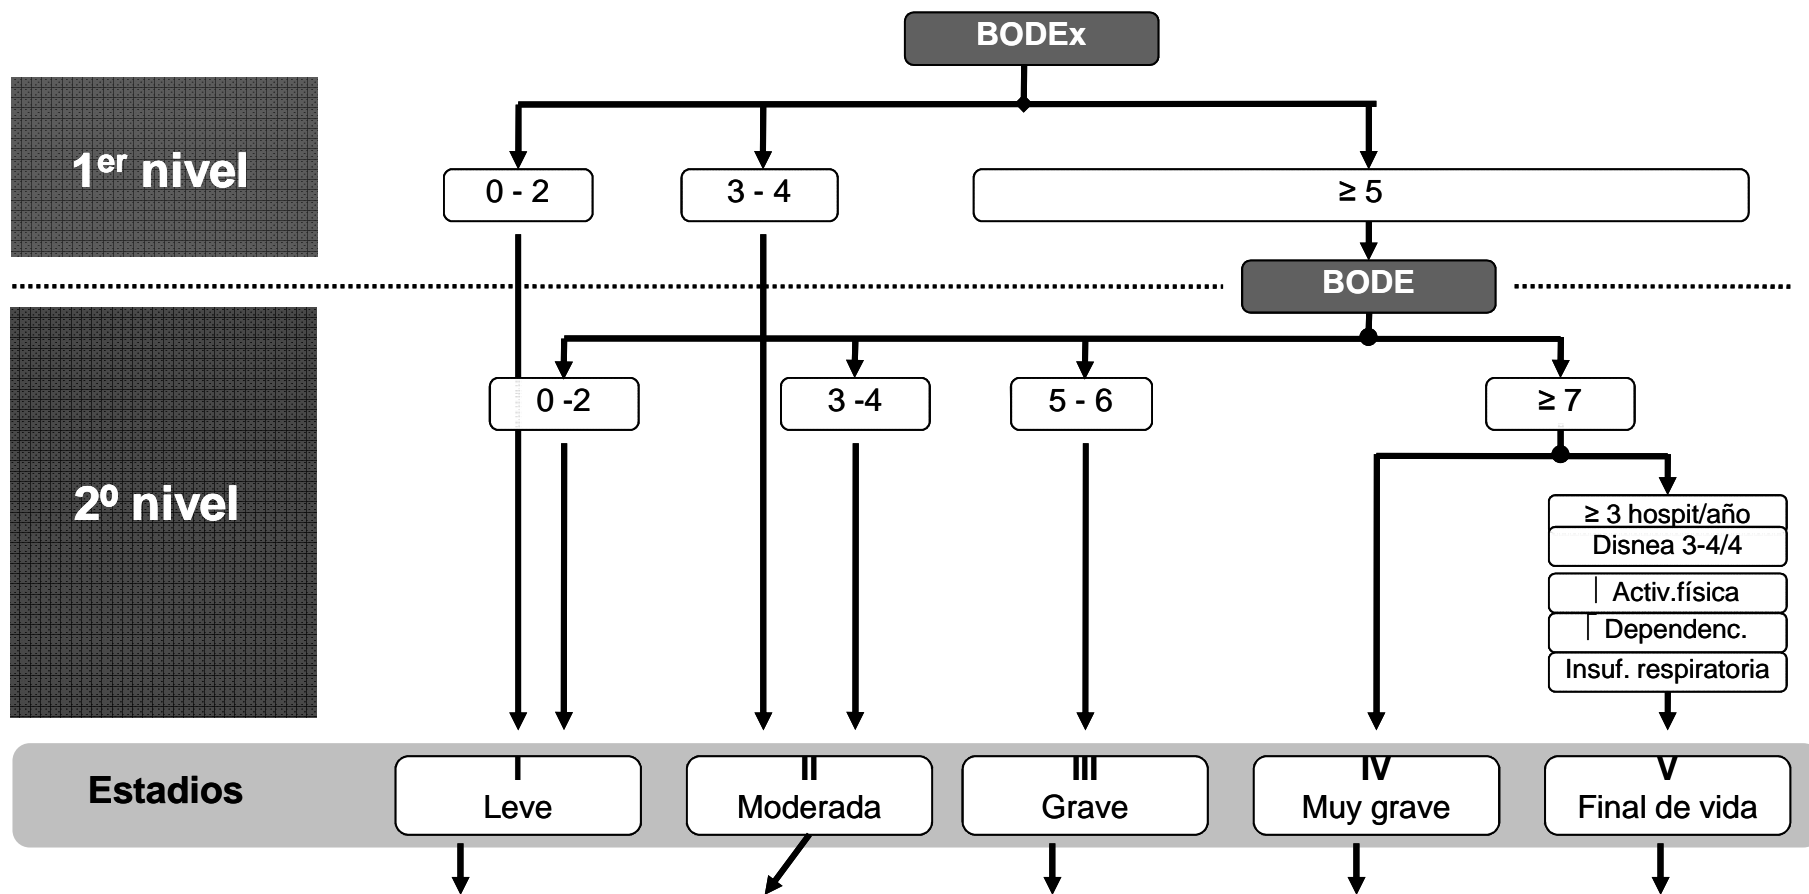 BODEx
1er nivel
0 - 2
3 - 4
≥ 5
BODE
2º nivel
0 -2
3 -4
5 - 6
≥ 7
≥ 3 hospit/año
Disnea 3-4/4
Activ.física
Dependenc.
Insuf. respiratoria
Estadios
I
Leve
II
Moderada
III
Grave
IV
Muy grave
V
Final de vida